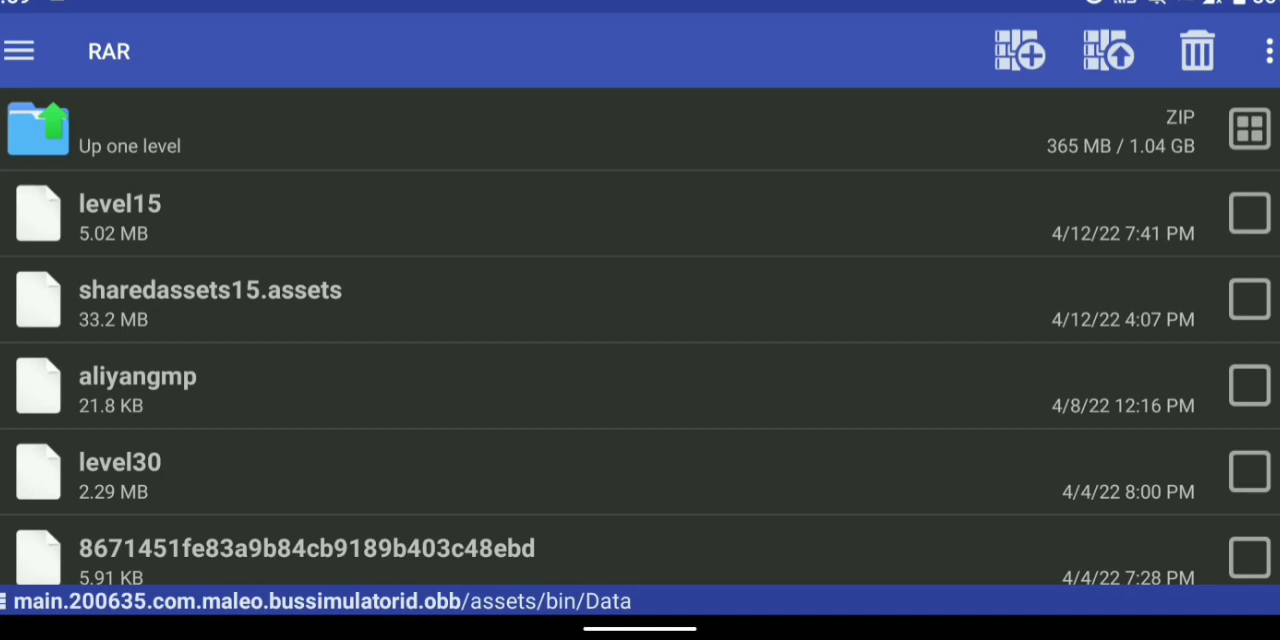 RAR
ZIP
Up one level
365 MB / 1.04 GB
level15
5.02 MB
4/12/22 7:41 PM
sharedassets15.assets
33.2 MB
4/12/22 4:07 PM
aliyangmp
21.8 KB
4/8/22 12:16 PM
level30
2.29 MB
4/4/22 8:00 PM
8671451fe83a9b84cb9189b403c48ebd
5.91 KB
4/4/22 7:28 PM
main.200635.com.maleo.bussimulatorid.obb/assets/bin/Data